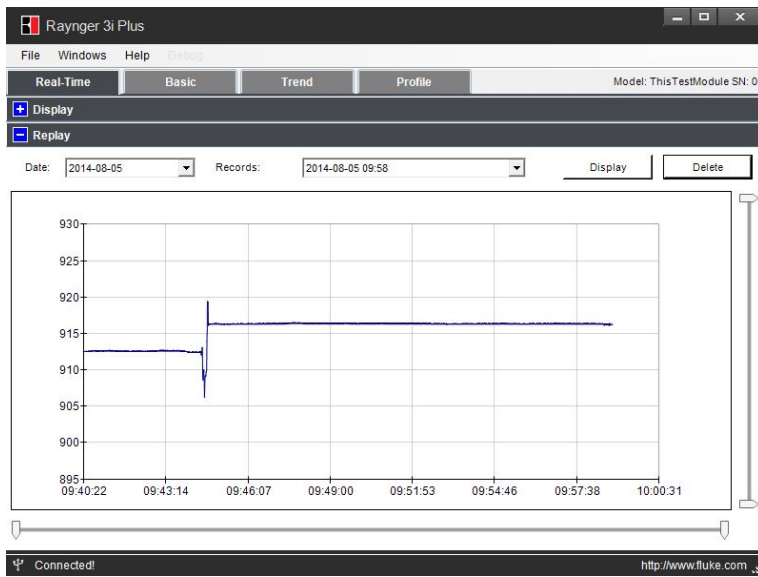 Raynger 3i Plus
File Windows Help Debug
Real-Time Basic Trend Profile Model: ThisTestModule SN: 0
Display
Replay
Date: 2014-08-05 Records: 2014-08-05 09:58 Display Delete
930
925
920
915
910
905
900
895
09:40:22 09:43:14 09:46:07 09:49:00 09:51:53 09:54:46 09:57:38 10:00:31
Connected! http://www.fluke.com